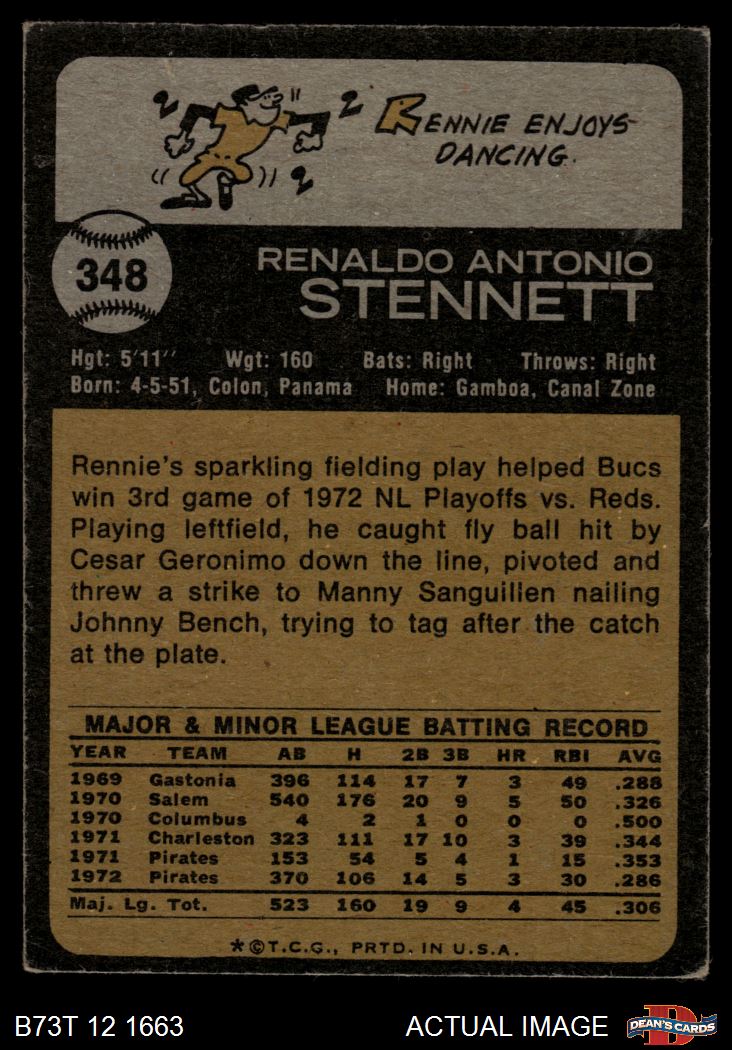 RENNIE ENJOYS
DANCING.
348
RENALDO ANTONIO
STENNETT
Hgt: 5'11'' Wgt: 160 Bats: Right Throws: Right
Born: 4-5-51, Colon, Panama Home: Gamboa, Canal Zone
Rennie's sparkling fielding play helped Bucs
win 3rd game of 1972 NL Playoffs vs. Reds.
Playing leftfield, he caught fly ball hit by
Cesar Geronimo down the line, pivoted and
threw a strike to Manny Sanguillen nailing
Johnny Bench, trying to tag after the catch
at the plate.
MAJOR & MINOR LEAGUE BATTING RECORD
YEAR TEAM AB H 2B 3B HR RBI AVG
1969 Gastonia 396 114 17 7 3 49 .288
1970 Salem 540 176 20 9 5 50 .326
1970 Columbus 4 2 1 0 0 0 .500
1971 Charleston 323 111 17 10 3 39 .344
1971 Pirates 153 54 5 4 1 15 .353
1972 Pirates 370 106 14 5 3 30 .286
Maj. Lg. Tot. 523 160 19 9 4 45 .306
*©T.C.G., PRTD. IN U.S.A.
B73T 12 1663 ACTUAL IMAGE DEAN'S CARDS